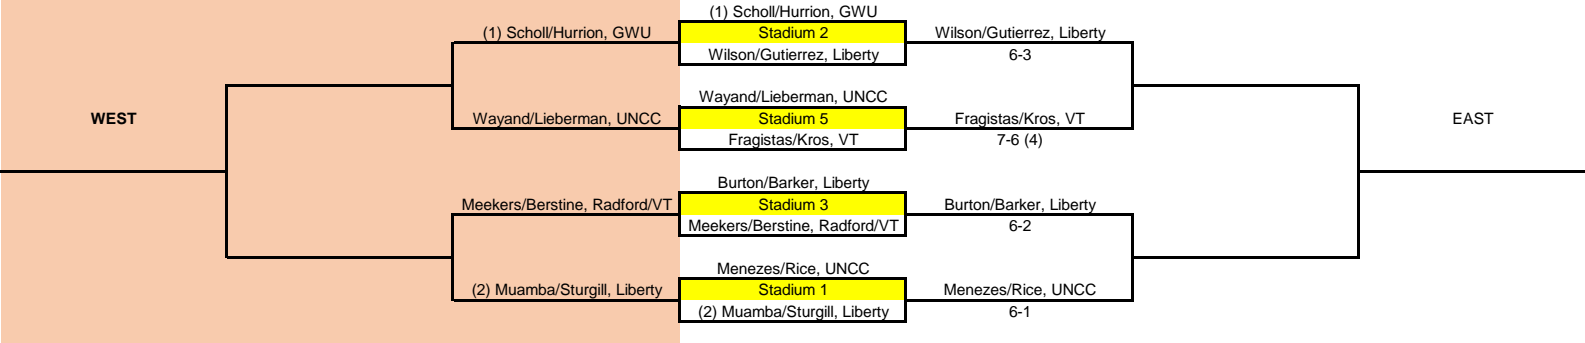 (1) Scholl/Hurrion, GWU
(1) Scholl/Hurrion, GWU
Stadium 2
Wilson/Gutierrez, Liberty
Wilson/Gutierrez, Liberty
6-3
Wayand/Lieberman, UNCC
WEST
Wayand/Lieberman, UNCC
Stadium 5
Fragistas/Kros, VT
EAST
Fragistas/Kros, VT
7-6 (4)
Burton/Barker, Liberty
Meekers/Berstine, Radford/VT
Stadium 3
Burton/Barker, Liberty
Meekers/Berstine, Radford/VT
6-2
Menezes/Rice, UNCC
(2) Muamba/Sturgill, Liberty
Stadium 1
Menezes/Rice, UNCC
(2) Muamba/Sturgill, Liberty
6-1